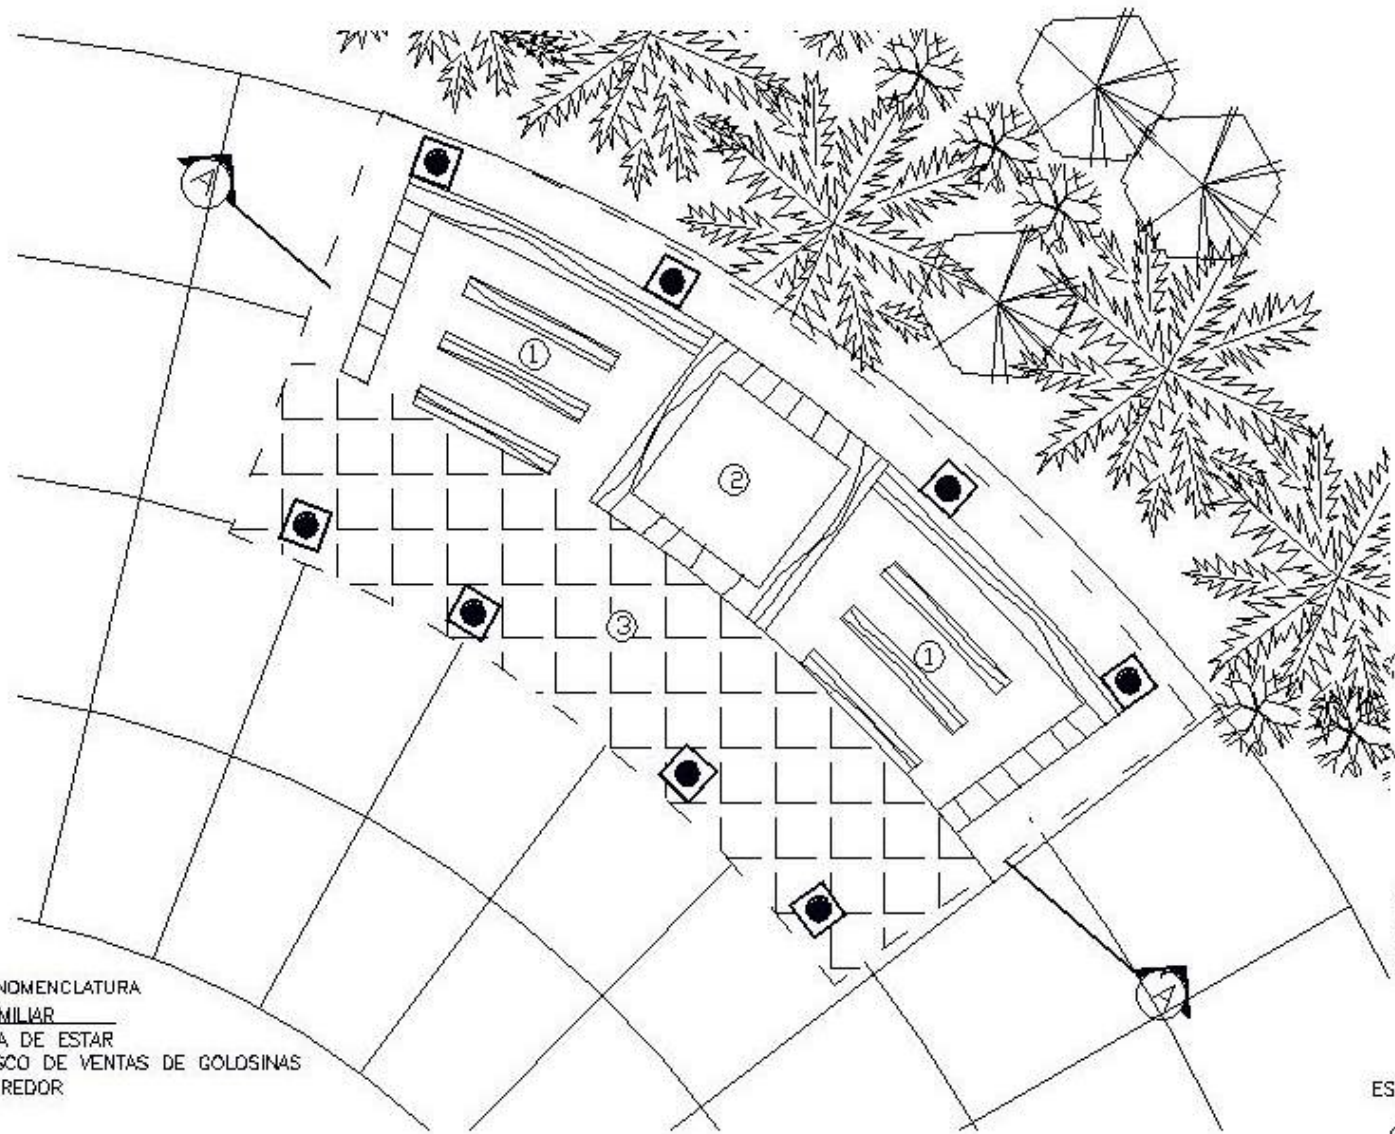 A
1
2
3
1
A
NOMENCLATURA
MILIAR
A DE ESTAR
SCO DE VENTAS DE GOLOSINAS
REDOR
ES